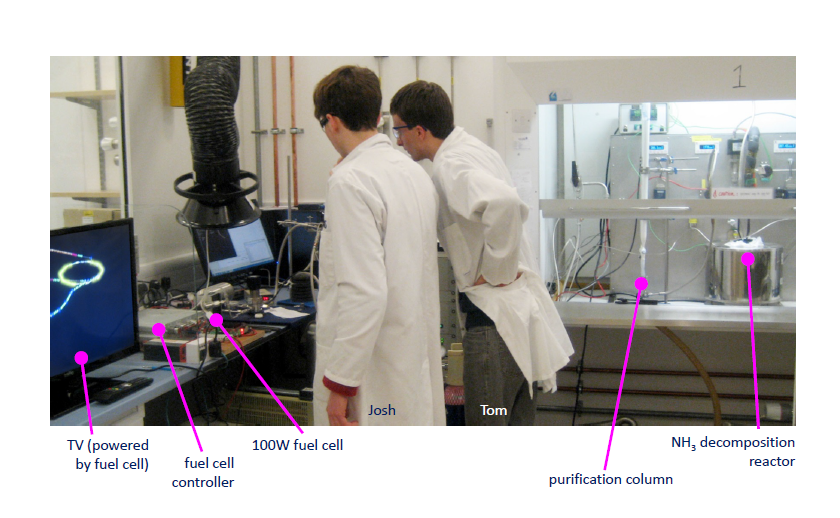 1
Josh
Tom
TV (powered
by fuel cell)
fuel cell
controller
100W fuel cell
purification column
NH₃ decomposition
reactor